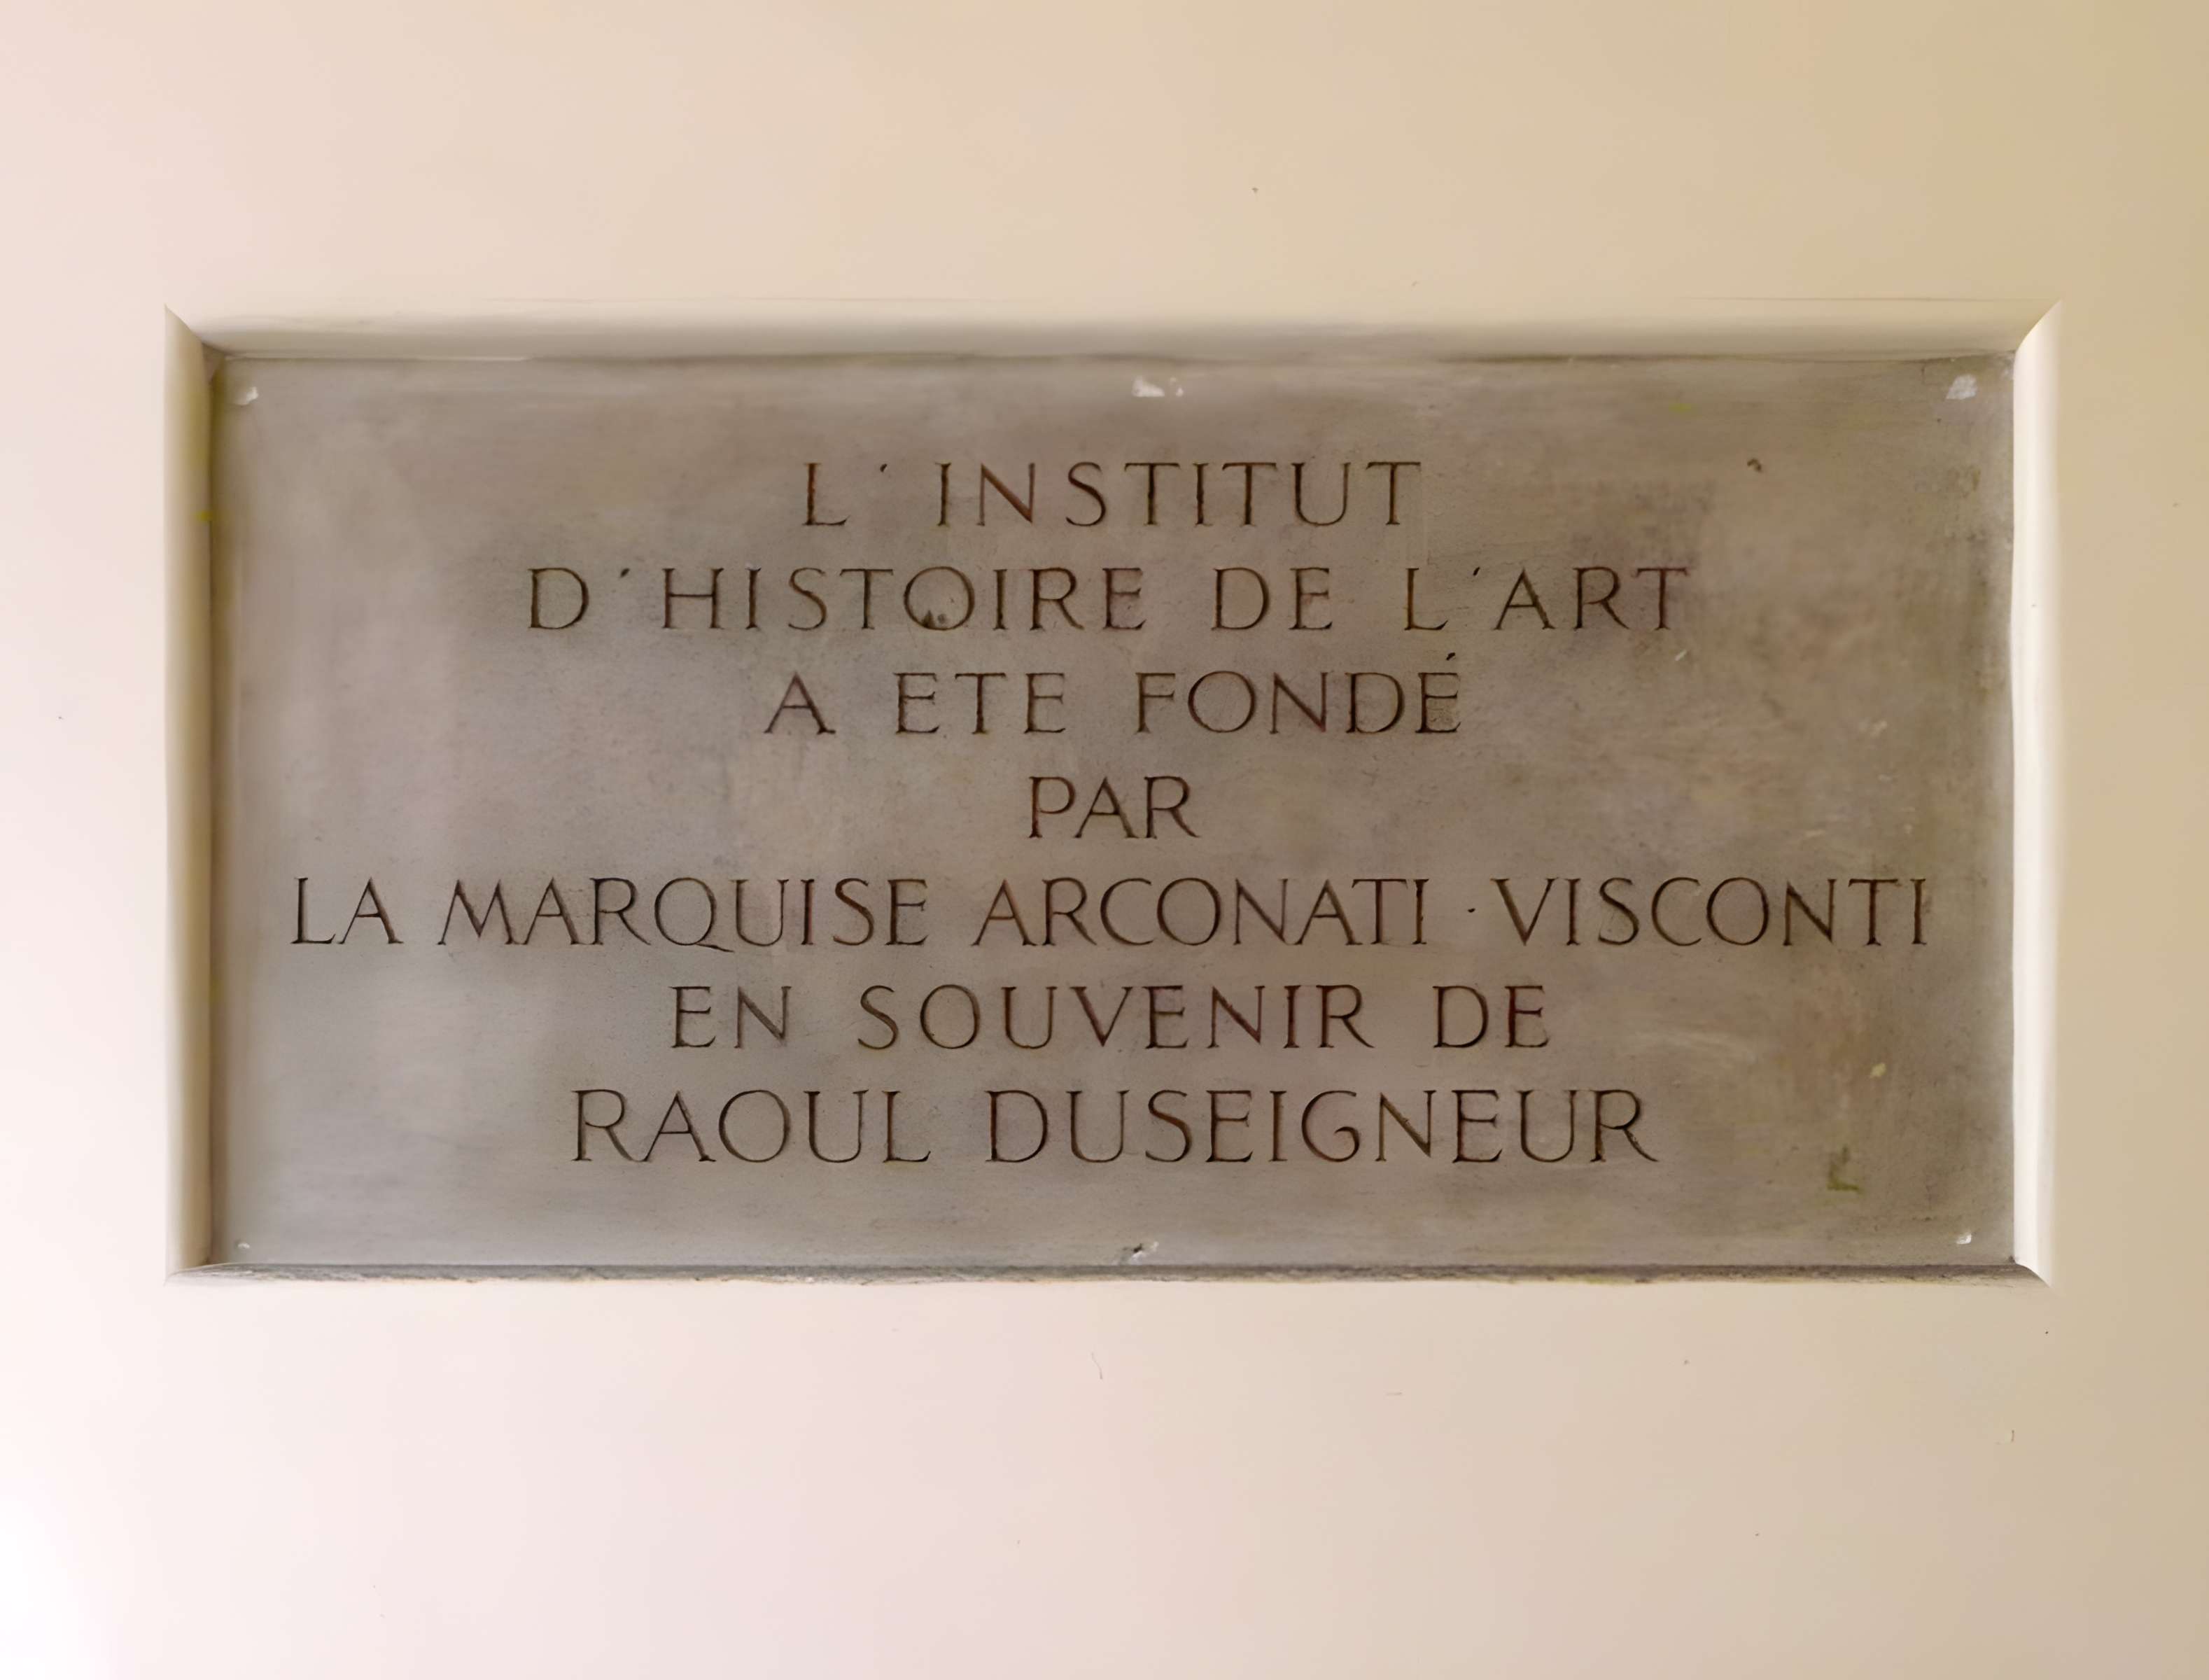 L'INSTITUT
D'HISTOIRE DE L'ART
A ETE FONDÉ
PAR
LA MARQUISE ARCONATI-VISCONTI
EN SOUVENIR DE
RAOUL DUSEIGNEUR